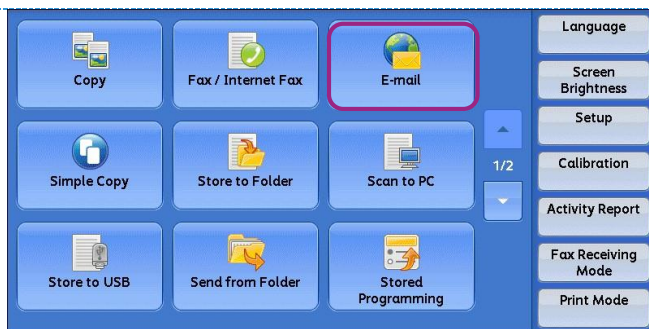 Copy
Fax / Internet Fax
E-mail
Simple Copy
Store to Folder
Scan to PC
Store to USB
Send from Folder
Stored
Programming
1/2
Language
Screen
Brightness
Setup
Calibration
Activity Report
Fax Receiving
Mode
Print Mode